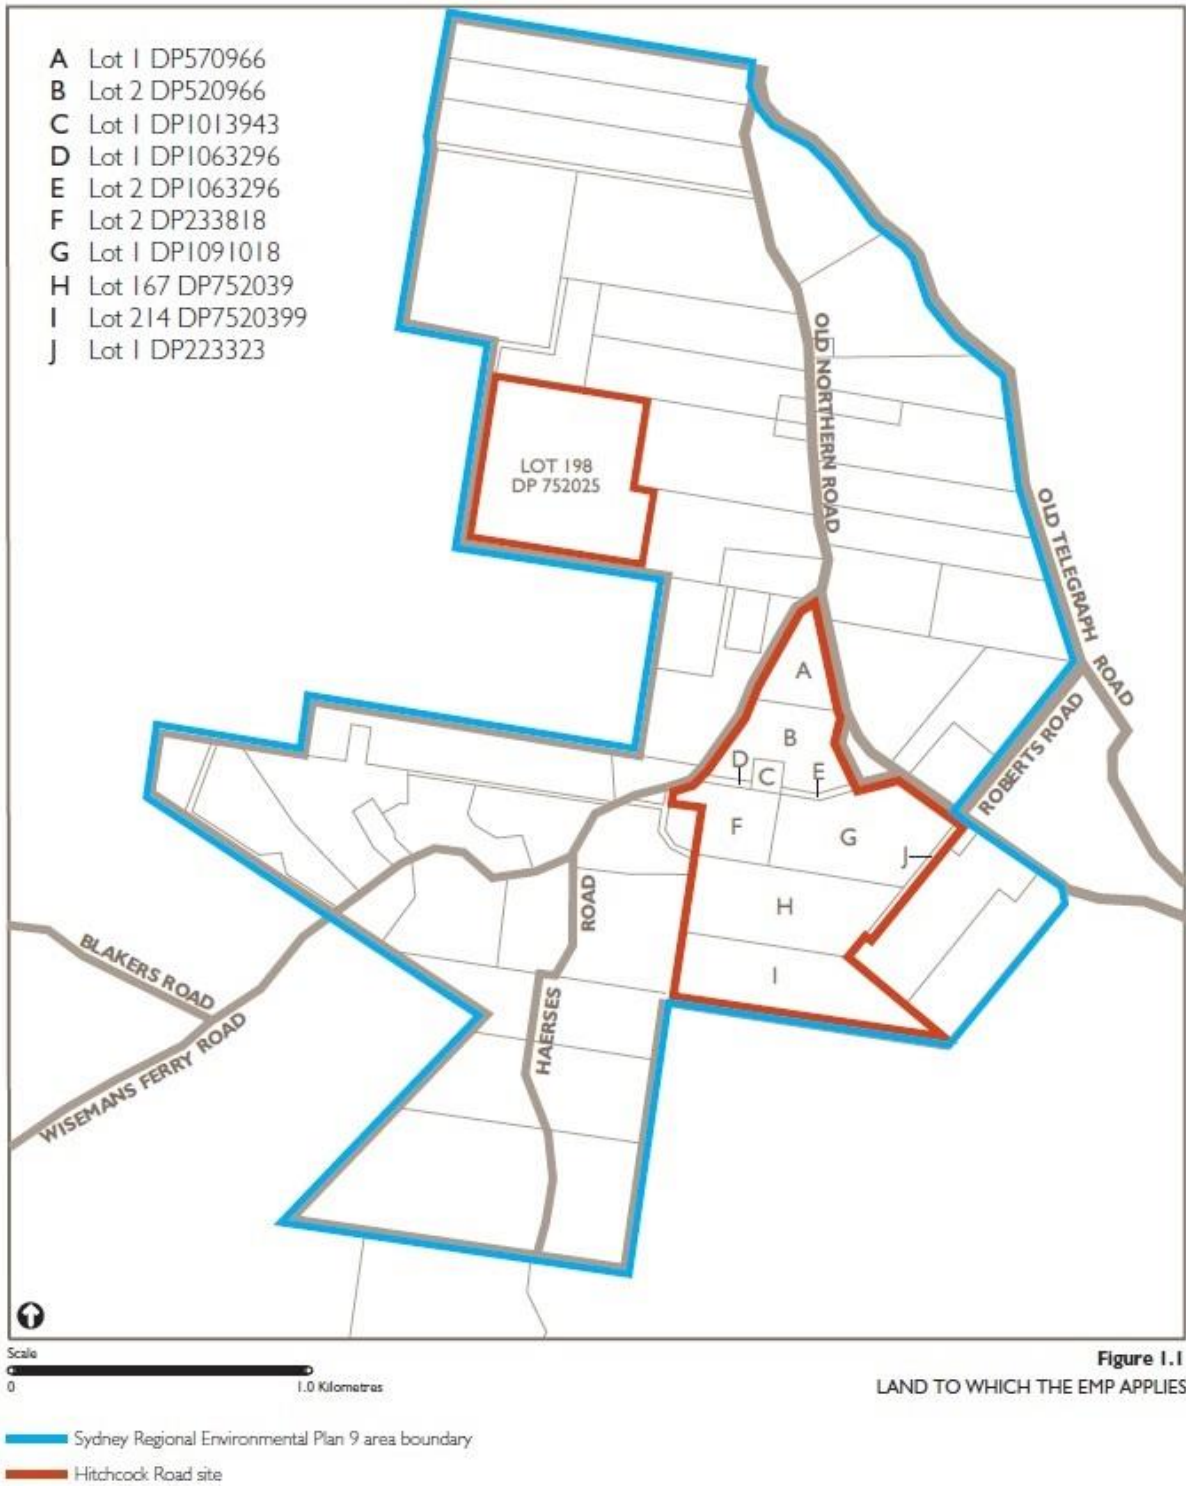 A Lot 1 DP570966
B Lot 2 DP520966
C Lot 1 DP1013943
D Lot 1 DP1063296
E Lot 2 DP1063296
F Lot 2 DP233818
G Lot 1 DP1091018
H Lot 167 DP752039
I Lot 214 DP7520399
J Lot 1 DP223323
OLD NORTHERN ROAD
LOT 198
DP 752025
OLD TELEGRAPH ROAD
ROBERTS ROAD
A
B
D
C
E
F
G
J
H
I
HAERSES ROAD
BLAKERS ROAD
WISEMANS FERRY ROAD
Scale
0 1.0 Kilometres
Figure 1.1
LAND TO WHICH THE EMP APPLIES
Sydney Regional Environmental Plan 9 area boundary
Hitchcock Road site